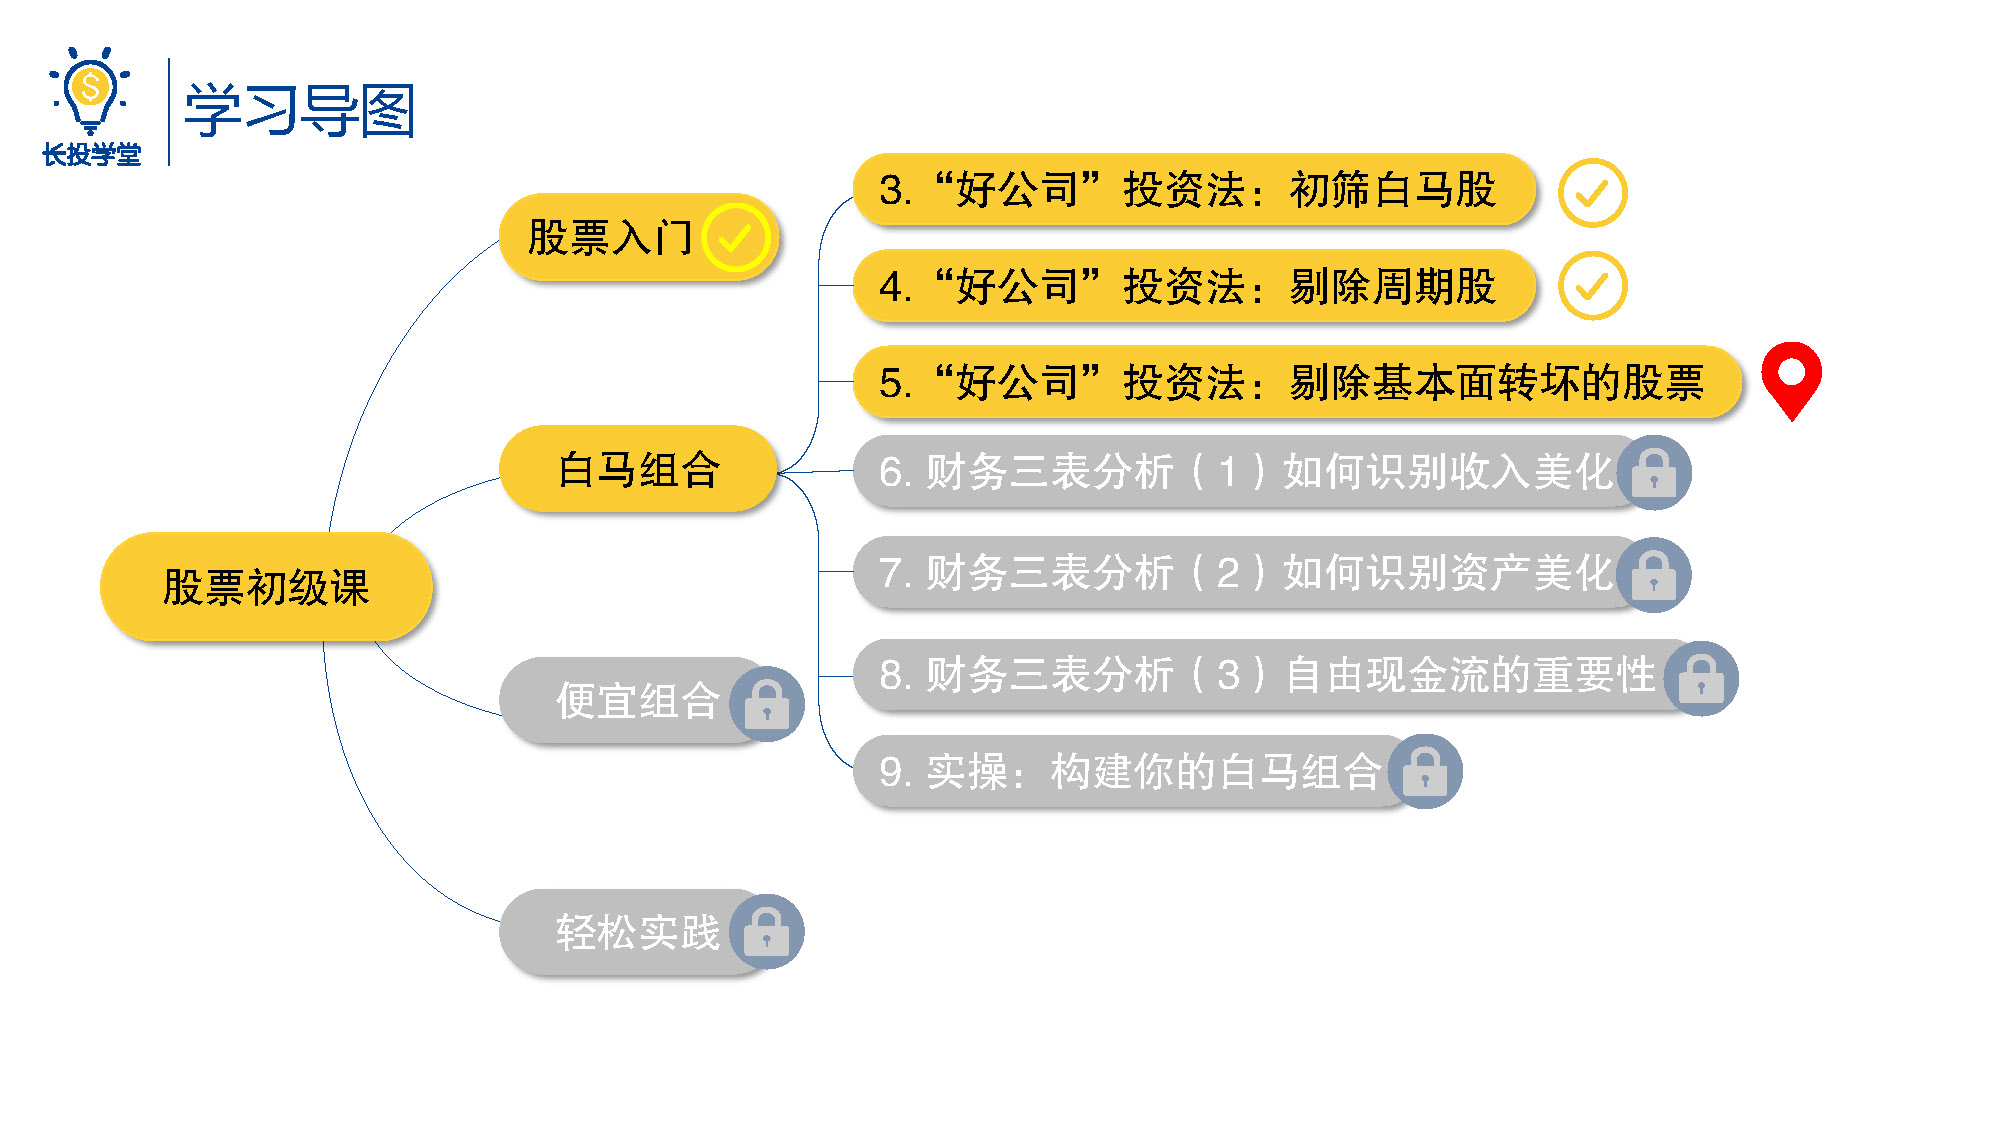 长投学堂
学习导图
股票初级课
股票入门
白马组合
便宜组合
轻松实践
3.“好公司”投资法：初筛白马股
4.“好公司”投资法：剔除周期股
5.“好公司”投资法：剔除基本面转坏的股票
6. 财务三表分析（1）如何识别收入美化
7. 财务三表分析（2）如何识别资产美化
8. 财务三表分析（3）自由现金流的重要性
9. 实操：构建你的白马组合